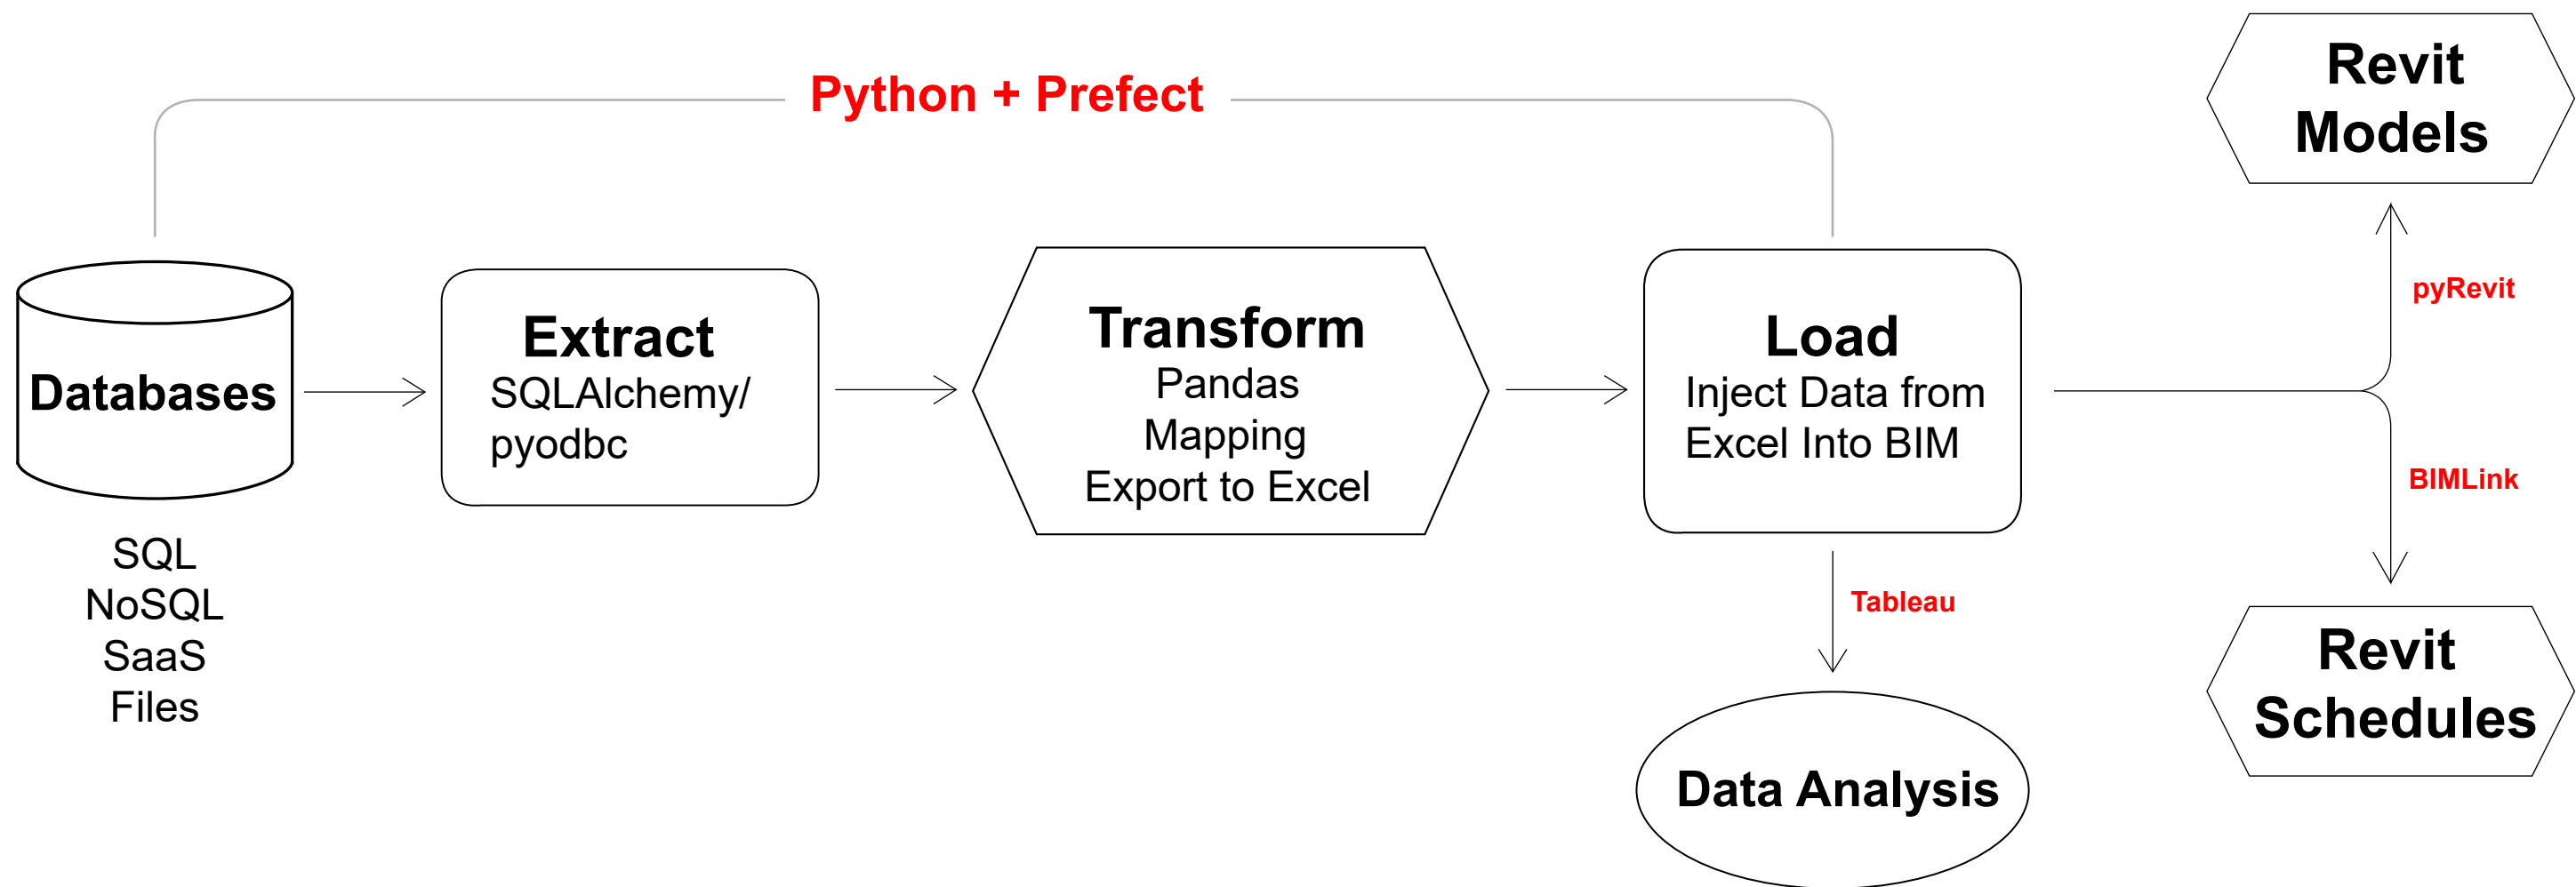 Python + Prefect
Databases
SQL
NoSQL
SaaS
Files
Extract
SQLAlchemy/
pyodbc
Transform
Pandas
Mapping
Export to Excel
Load
Inject Data from
Excel Into BIM
Tableau
Data Analysis
pyRevit
Revit
Models
BIMLink
Revit
Schedules